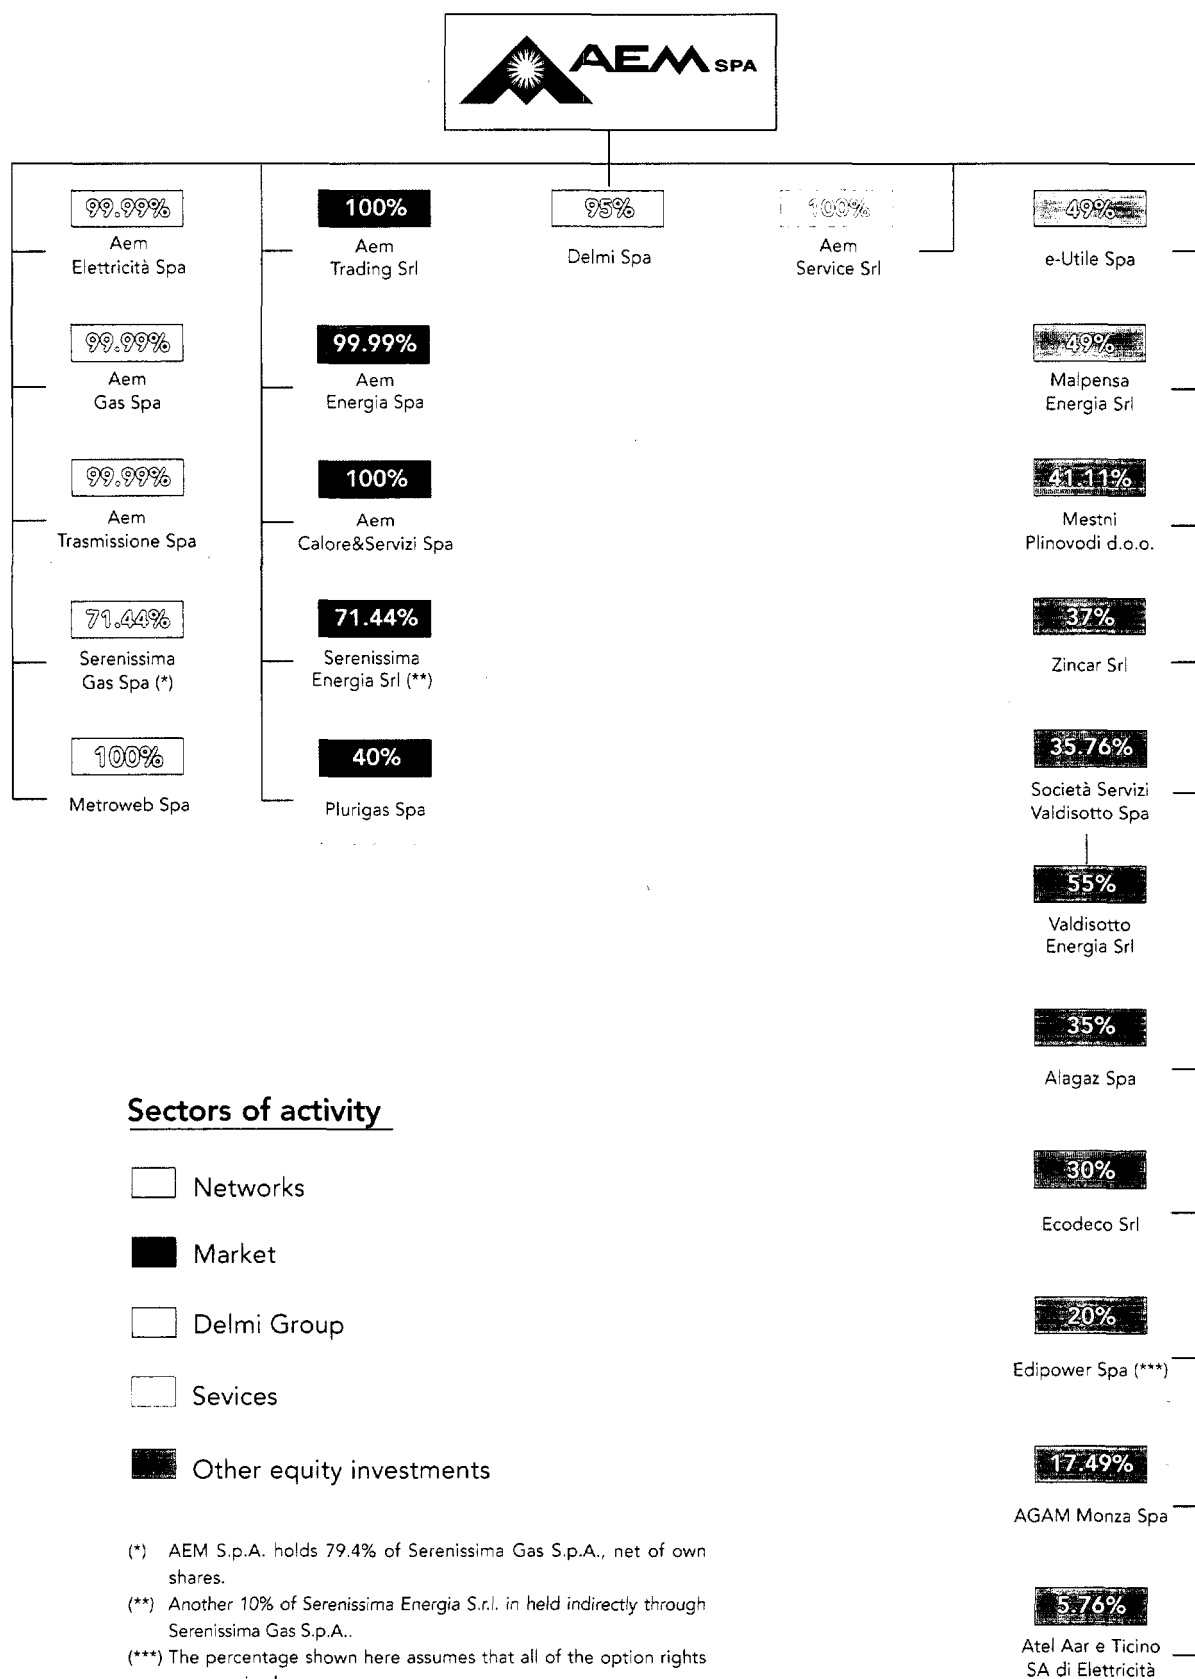 AEM SPA
99.99%
Aem
Elettricità Spa
99.99%
Aem
Gas Spa
99.99%
Aem
Trasmissione Spa
71.44%
Serenissima
Gas Spa (*)
100%
Metroweb Spa
100%
Aem
Trading Srl
99.99%
Aem
Energia Spa
100%
Aem
Calore&Servizi Spa
71.44%
Serenissima
Energia Srl (**)
40%
Plurigas Spa
95%
Delmi Spa
100%
Aem
Service Srl
49%
e-Utile Spa
49%
Malpensa
Energia Srl
41.11%
Mestni
Plinovodi d.o.o.
37%
Zincar Srl
35.76%
Società Servizi
Valdisotto Spa
55%
Valdisotto
Energia Srl
35%
Alagaz Spa
30%
Ecodeco Srl
20%
Edipower Spa (***)
17.49%
AGAM Monza Spa
5.76%
Atel Aar e Ticino
SA di Elettricità
Sectors of activity
Networks
Market
Delmi Group
Sevices
Other equity investments
(*) AEM S.p.A. holds 79.4% of Serenissima Gas S.p.A., net of own
shares.
(**) Another 10% of Serenissima Energia S.r.l. in held indirectly through
Serenissima Gas S.p.A..
(***) The percentage shown here assumes that all of the option rights